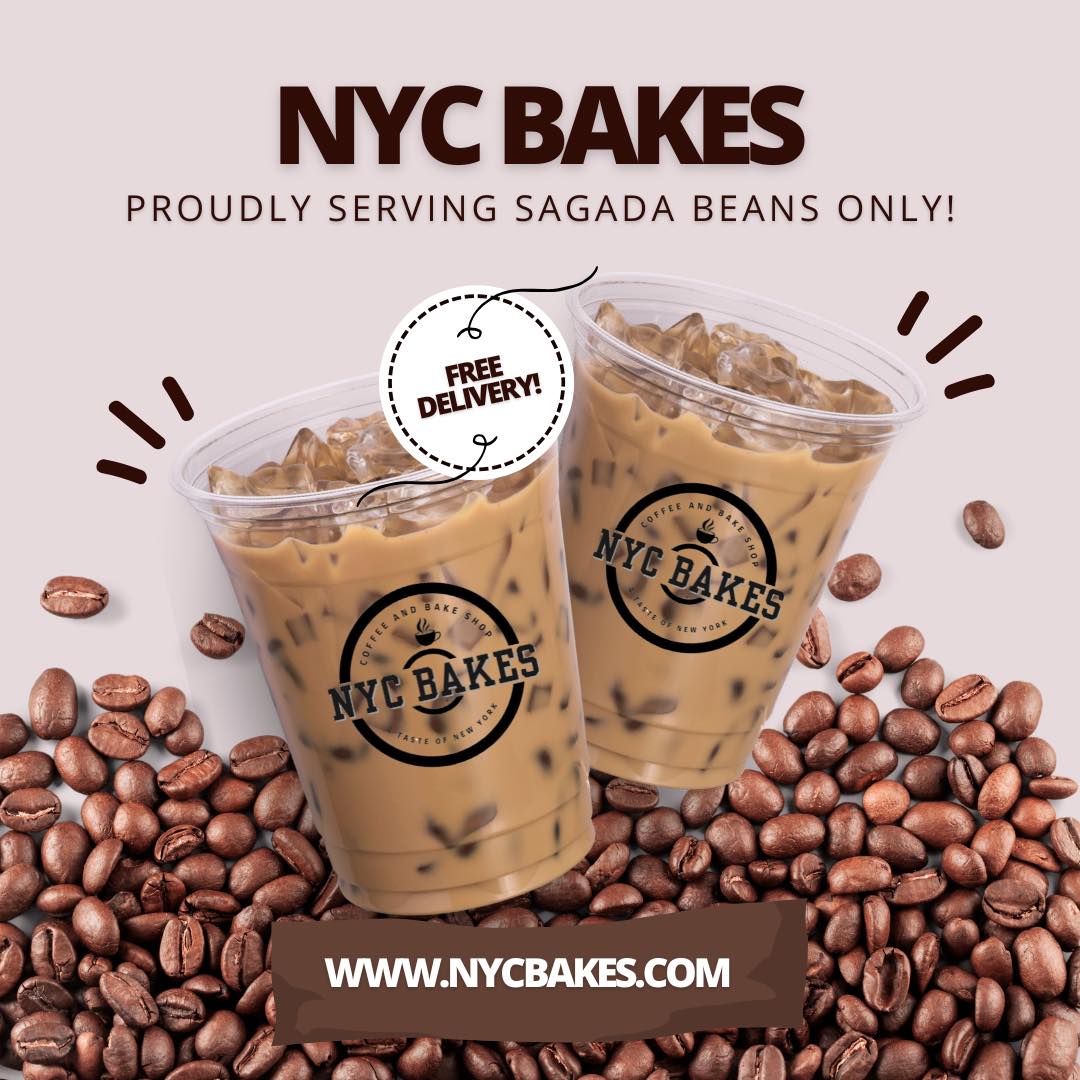 NYC BAKES
PROUDLY SERVING SAGADA BEANS ONLY!
FREE
DELIVERY!
COFFEE AND BAKE SHOP
NYC BAKES
TASTE OF NEW YORK
COFFEE AND BAKE SHOP
NYC BAKES
TASTE OF NEW YORK
WWW.NYCBAKES.COM